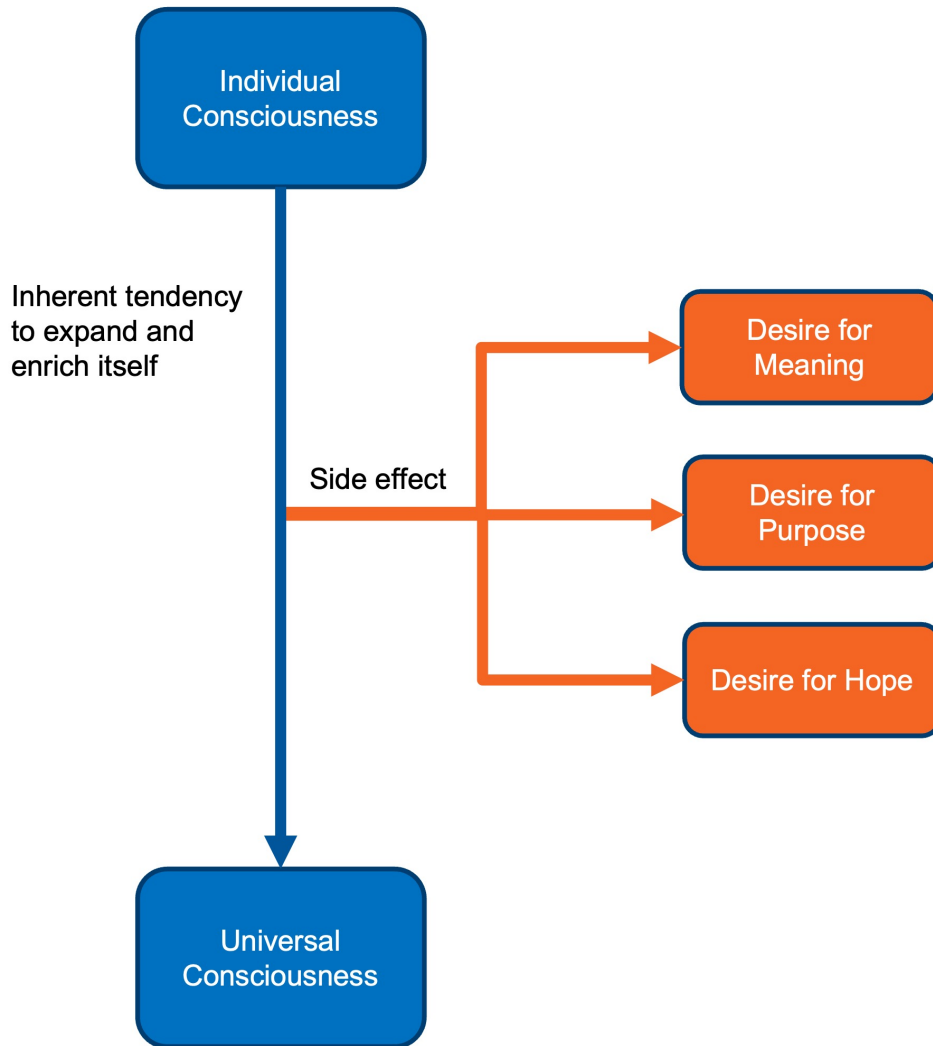 Individual
Consciousness
Inherent tendency
to expand and
enrich itself
Desire for
Meaning
Side effect
Desire for
Purpose
Desire for Hope
Universal
Consciousness